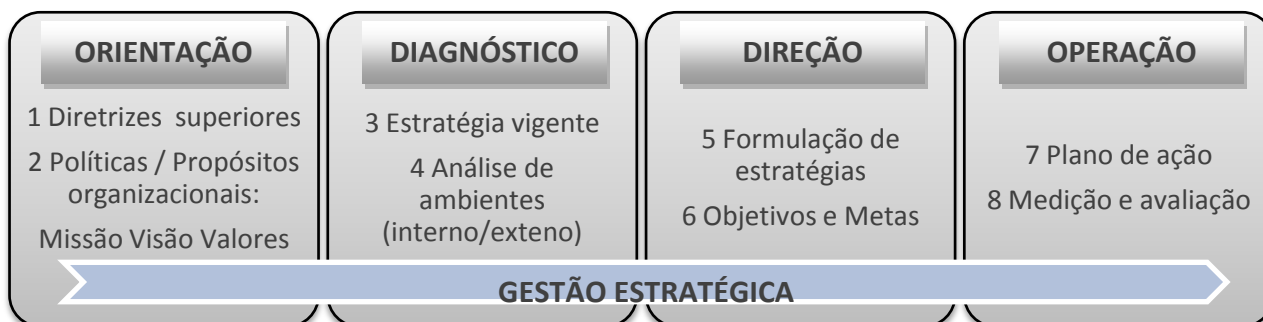 ORIENTAÇÃO
1 Diretrizes superiores
2 Políticas / Propósitos
organizacionais:
Missão Visão Valores
DIAGNÓSTICO
3 Estratégia vigente
4 Análise de
ambientes
(interno/exteno)
DIREÇÃO
5 Formulação de
estratégias
6 Objetivos e Metas
OPERAÇÃO
7 Plano de ação
8 Medição e avaliação
GESTÃO ESTRATÉGICA